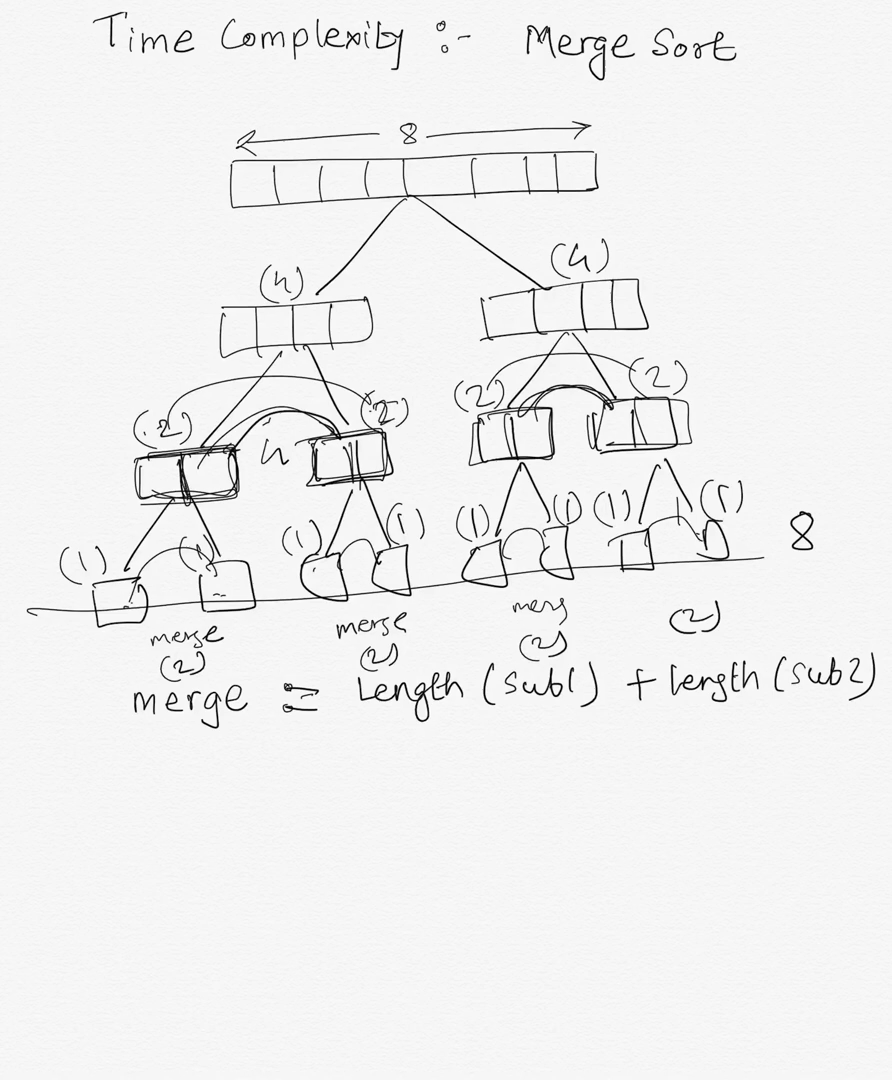 Time Complexity :- Merge Sort
8
(4) (4)
(2) (2) (2) (2)
4
(1) (1) (1) (1) (1) (1) (1) (1)
8
merge merge merg
(2) (2) (2) (2)
merge = Length (sub1) + length (sub2)